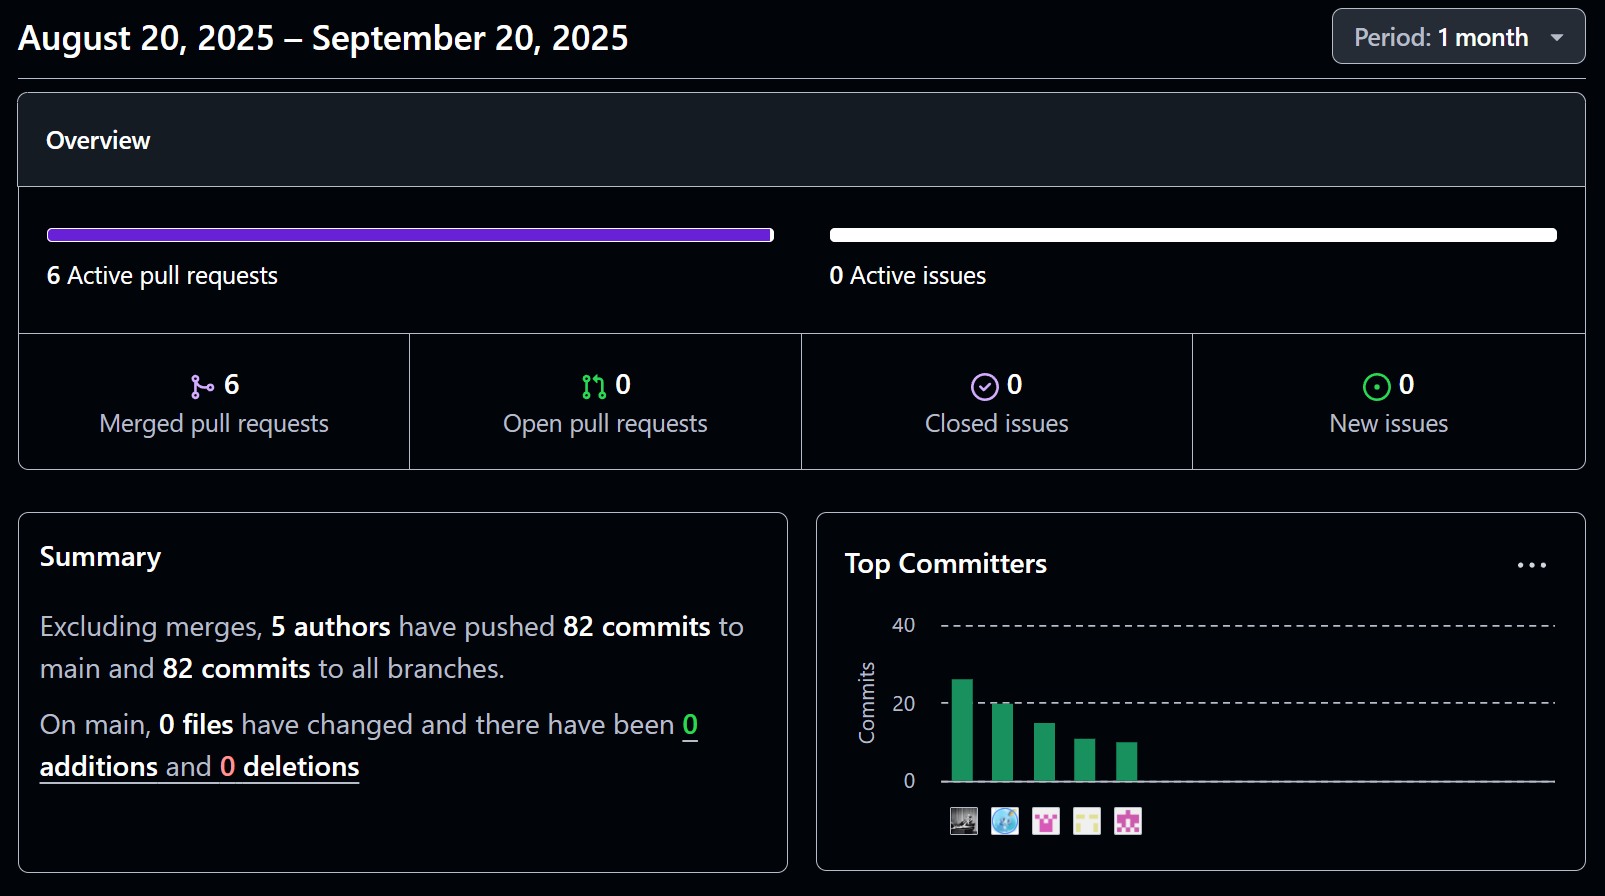 August 20, 2025 – September 20, 2025
Period: 1 month
Overview
6 Active pull requests
0 Active issues
6
Merged pull requests
0
Open pull requests
0
Closed issues
0
New issues
Summary
Excluding merges, 5 authors have pushed 82 commits to
main and 82 commits to all branches.
On main, 0 files have changed and there have been 0
additions and 0 deletions
Top Committers
Commits
40
20
0